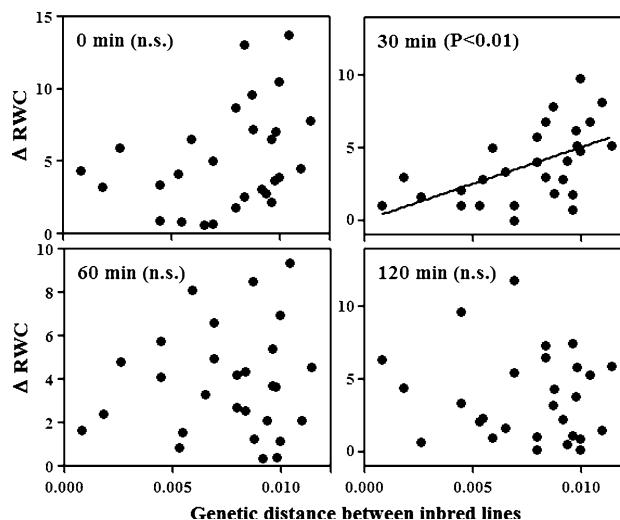 15
10
5
0
Δ RWC
0 min (n.s.)
10
5
0
30 min (P<0.01)
10
8
6
4
2
0
Δ RWC
60 min (n.s.)
10
5
0
120 min (n.s.)
0.000 0.005 0.010 0.000 0.005 0.010
Genetic distance between inbred lines